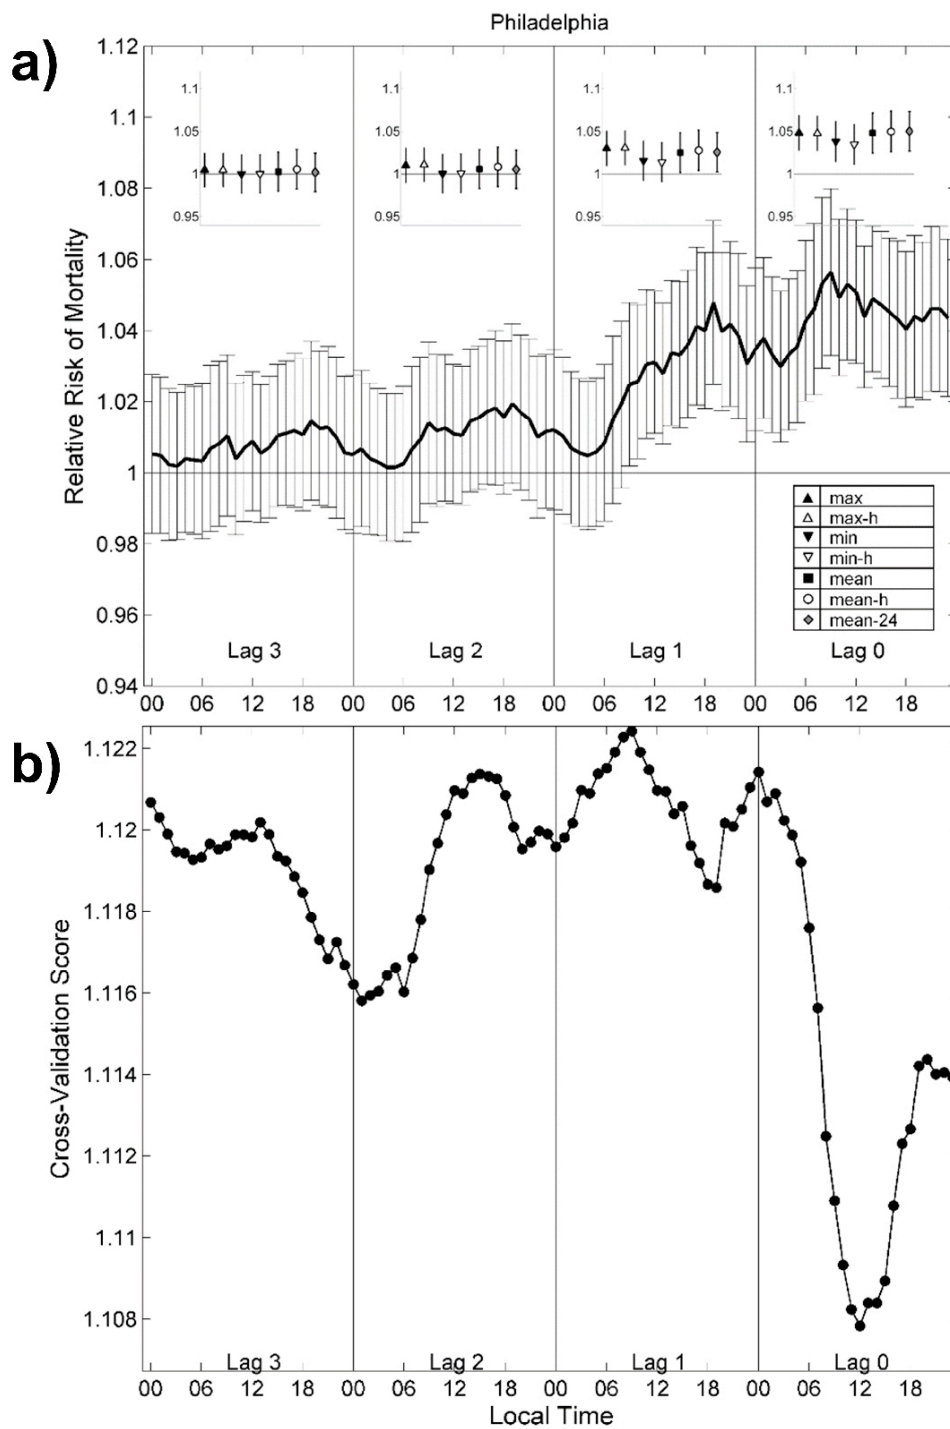 Philadelphia
a)
1.12
1.1
1.08
1.06
1.04
1.02
1
0.98
0.96
0.94
Relative Risk of Mortality
1.1
1.05
1
0.95
1.1
1.05
1
0.95
1.1
1.05
1
0.95
1.1
1.05
1
0.95
max
max-h
min
min-h
mean
mean-h
mean-24
Lag 3 Lag 2 Lag 1 Lag 0
00 06 12 18 00 06 12 18 00 06 12 18 00 06 12 18
b)
1.122
1.12
1.118
1.116
1.114
1.112
1.11
1.108
Cross-Validation Score
Lag 3 Lag 2 Lag 1 Lag 0
00 06 12 18 00 06 12 18 00 06 12 18 00 06 12 18
Local Time